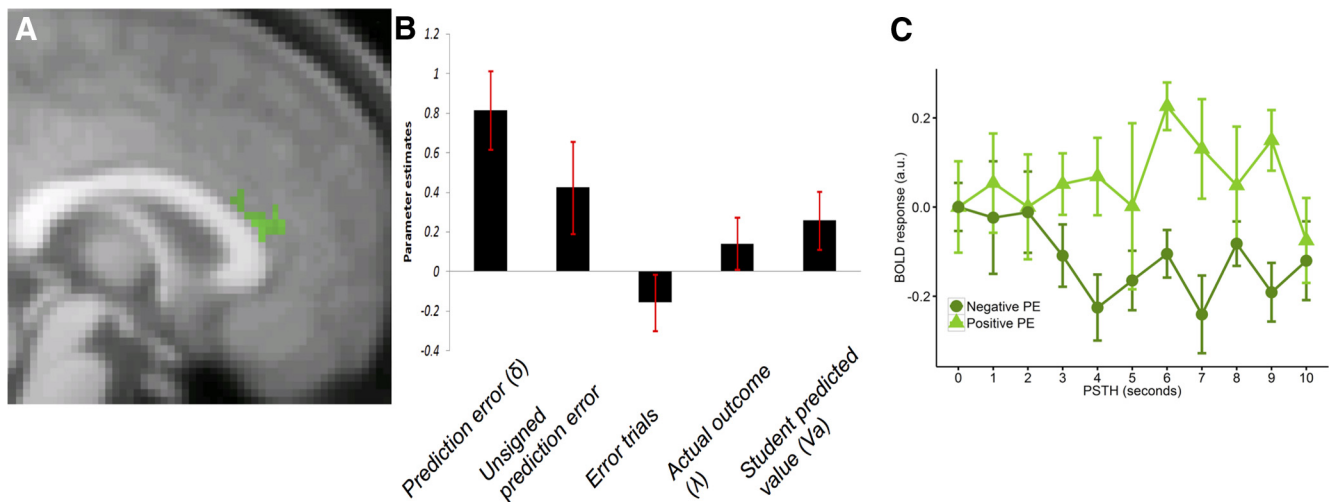 A
B
Parameter estimates
1.2
1
0.8
0.6
0.4
0.2
0
-0.2
-0.4
Prediction error (δ)
Unsigned
prediction error
Error trials
Actual outcome
(λ)
Student predicted
value (Va)
C
BOLD response (a.u.)
0.2
0.0
-0.2
Negative PE
Positive PE
0 1 2 3 4 5 6 7 8 9 10
PSTH (seconds)